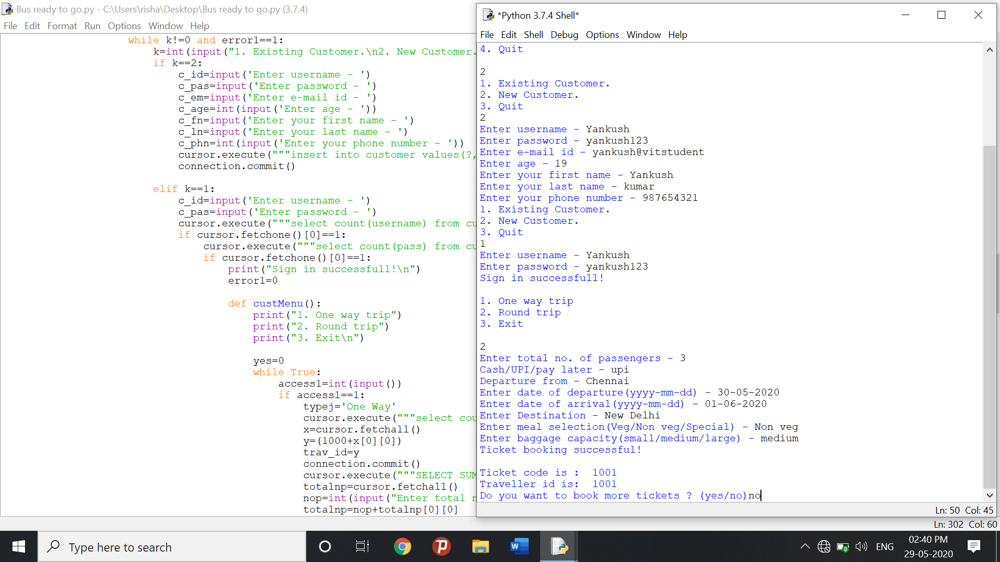 Bus ready to go.py - C:\Users\risha\Desktop\Bus ready to go.py (3.7.4)
File Edit Format Run Options Window Help
while k!=0 and error1==1:
k=int(input("1. Existing Customer.\n2. New Customer.
if k==2:
c_id=input('Enter username - ')
c_pas=input('Enter password - ')
c_em=input('Enter e-mail id - ')
c_age=int(input('Enter age - '))
c_fn=input('Enter your first name - ')
c_ln=input('Enter your last name - ')
c_phn=int(input('Enter your phone number - '))
cursor.execute("""insert into customer values(?,
connection.commit()
elif k==1:
c_id=input('Enter username - ')
c_pas=input('Enter password - ')
cursor.execute("""select count(username) from cu
if cursor.fetchone()[0]==1:
cursor.execute("""select count(pass) from cu
if cursor.fetchone()[0]==1:
print("Sign in successfull!\n")
error1=0
def custMenu():
print("1. One way trip")
print("2. Round trip")
print("3. Exit\n")
yes=0
while True:
access1=int(input())
if access1==1:
typej='One Way'
cursor.execute("""select cou
x=cursor.fetchall()
y=(1000+x[0][0])
trav_id=y
connection.commit()
cursor.execute("""SELECT SUM
totalnp=cursor.fetchall()
nop=int(input("Enter total n
totalnp=nop+totalnp[0][0]
*Python 3.7.4 Shell*
File Edit Shell Debug Options Window Help
4. Quit
2
1. Existing Customer.
2. New Customer.
3. Quit
2
Enter username - Yankush
Enter password - yankush123
Enter e-mail id - yankush@vitstudent
Enter age - 19
Enter your first name - Yankush
Enter your last name - kumar
Enter your phone number - 987654321
1. Existing Customer.
2. New Customer.
3. Quit
1
Enter username - Yankush
Enter password - yankush123
Sign in successfull!
1. One way trip
2. Round trip
3. Exit
2
Enter total no. of passengers - 3
Cash/UPI/pay later - upi
Departure from - Chennai
Enter date of departure(yyyy-mm-dd) - 30-05-2020
Enter date of arrival(yyyy-mm-dd) - 01-06-2020
Enter Destination - New Delhi
Enter meal selection(Veg/Non veg/Special) - Non veg
Enter baggage capacity(small/medium/large) - medium
Ticket booking successful!
Ticket code is :  1001
Traveller id is:  1001
Do you want to book more tickets ? (yes/no)no
Ln: 50 Col: 45
Ln: 302 Col: 60
Type here to search
ENG
02:40 PM
29-05-2020